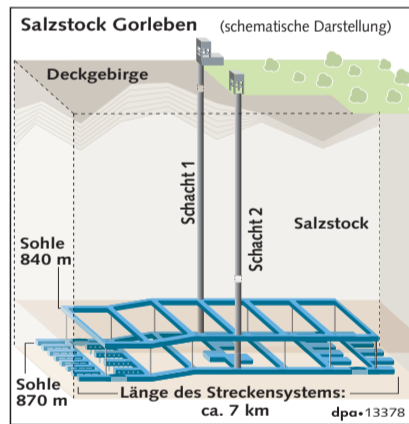 Salzstock Gorleben (schematische Darstellung)
Deckgebirge
Schacht 1
Schacht 2
Salzstock
Sohle
840 m
Sohle
870 m
Länge des Streckensystems:
ca. 7 km
dpa•13378